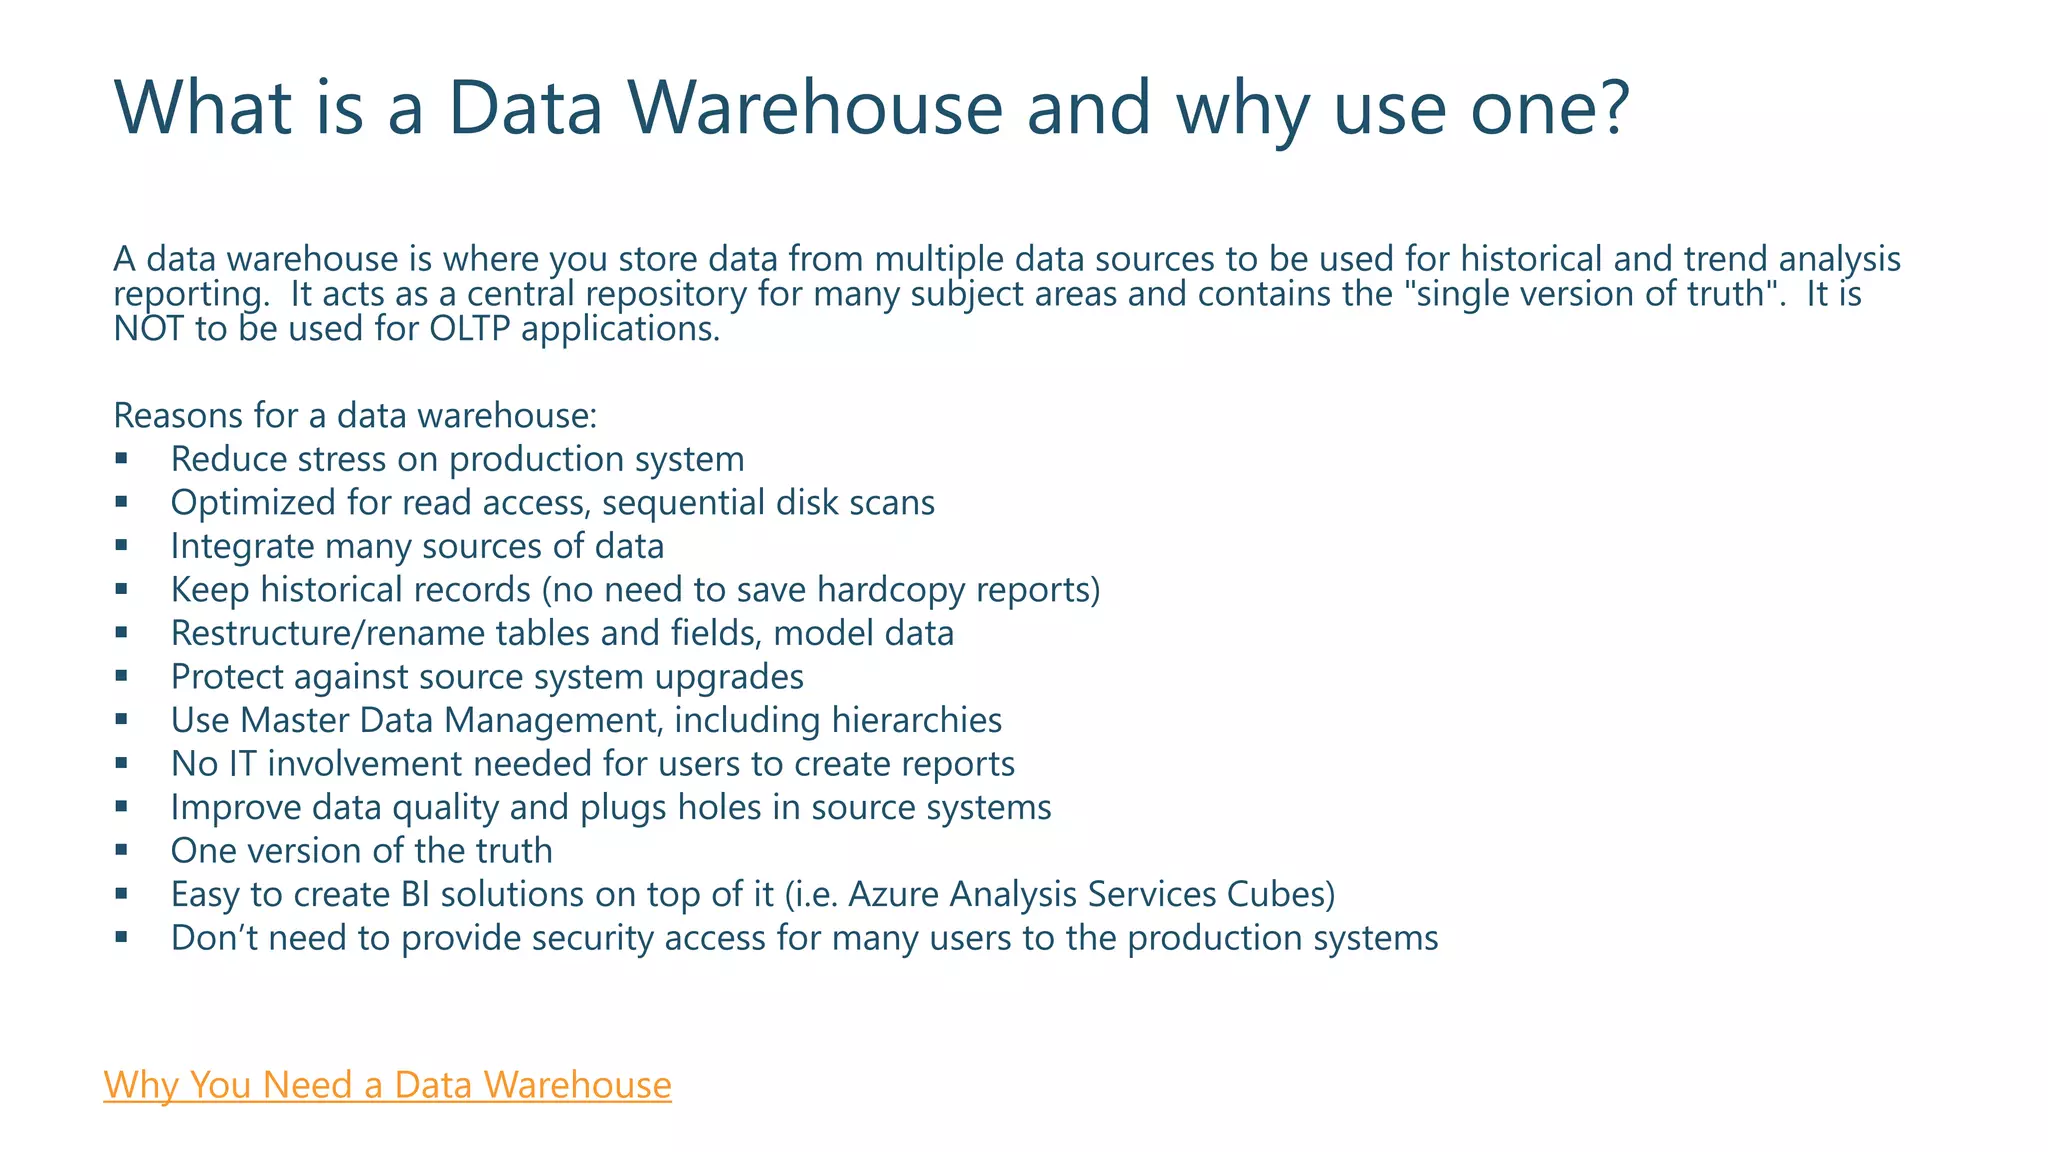 What is a Data Warehouse and why use one?
A data warehouse is where you store data from multiple data sources to be used for historical and trend analysis
reporting.  It acts as a central repository for many subject areas and contains the "single version of truth".  It is
NOT to be used for OLTP applications.
Reasons for a data warehouse:
▪ Reduce stress on production system
▪ Optimized for read access, sequential disk scans
▪ Integrate many sources of data
▪ Keep historical records (no need to save hardcopy reports)
▪ Restructure/rename tables and fields, model data
▪ Protect against source system upgrades
▪ Use Master Data Management, including hierarchies
▪ No IT involvement needed for users to create reports
▪ Improve data quality and plugs holes in source systems
▪ One version of the truth
▪ Easy to create BI solutions on top of it (i.e. Azure Analysis Services Cubes)
▪ Don’t need to provide security access for many users to the production systems
Why You Need a Data Warehouse